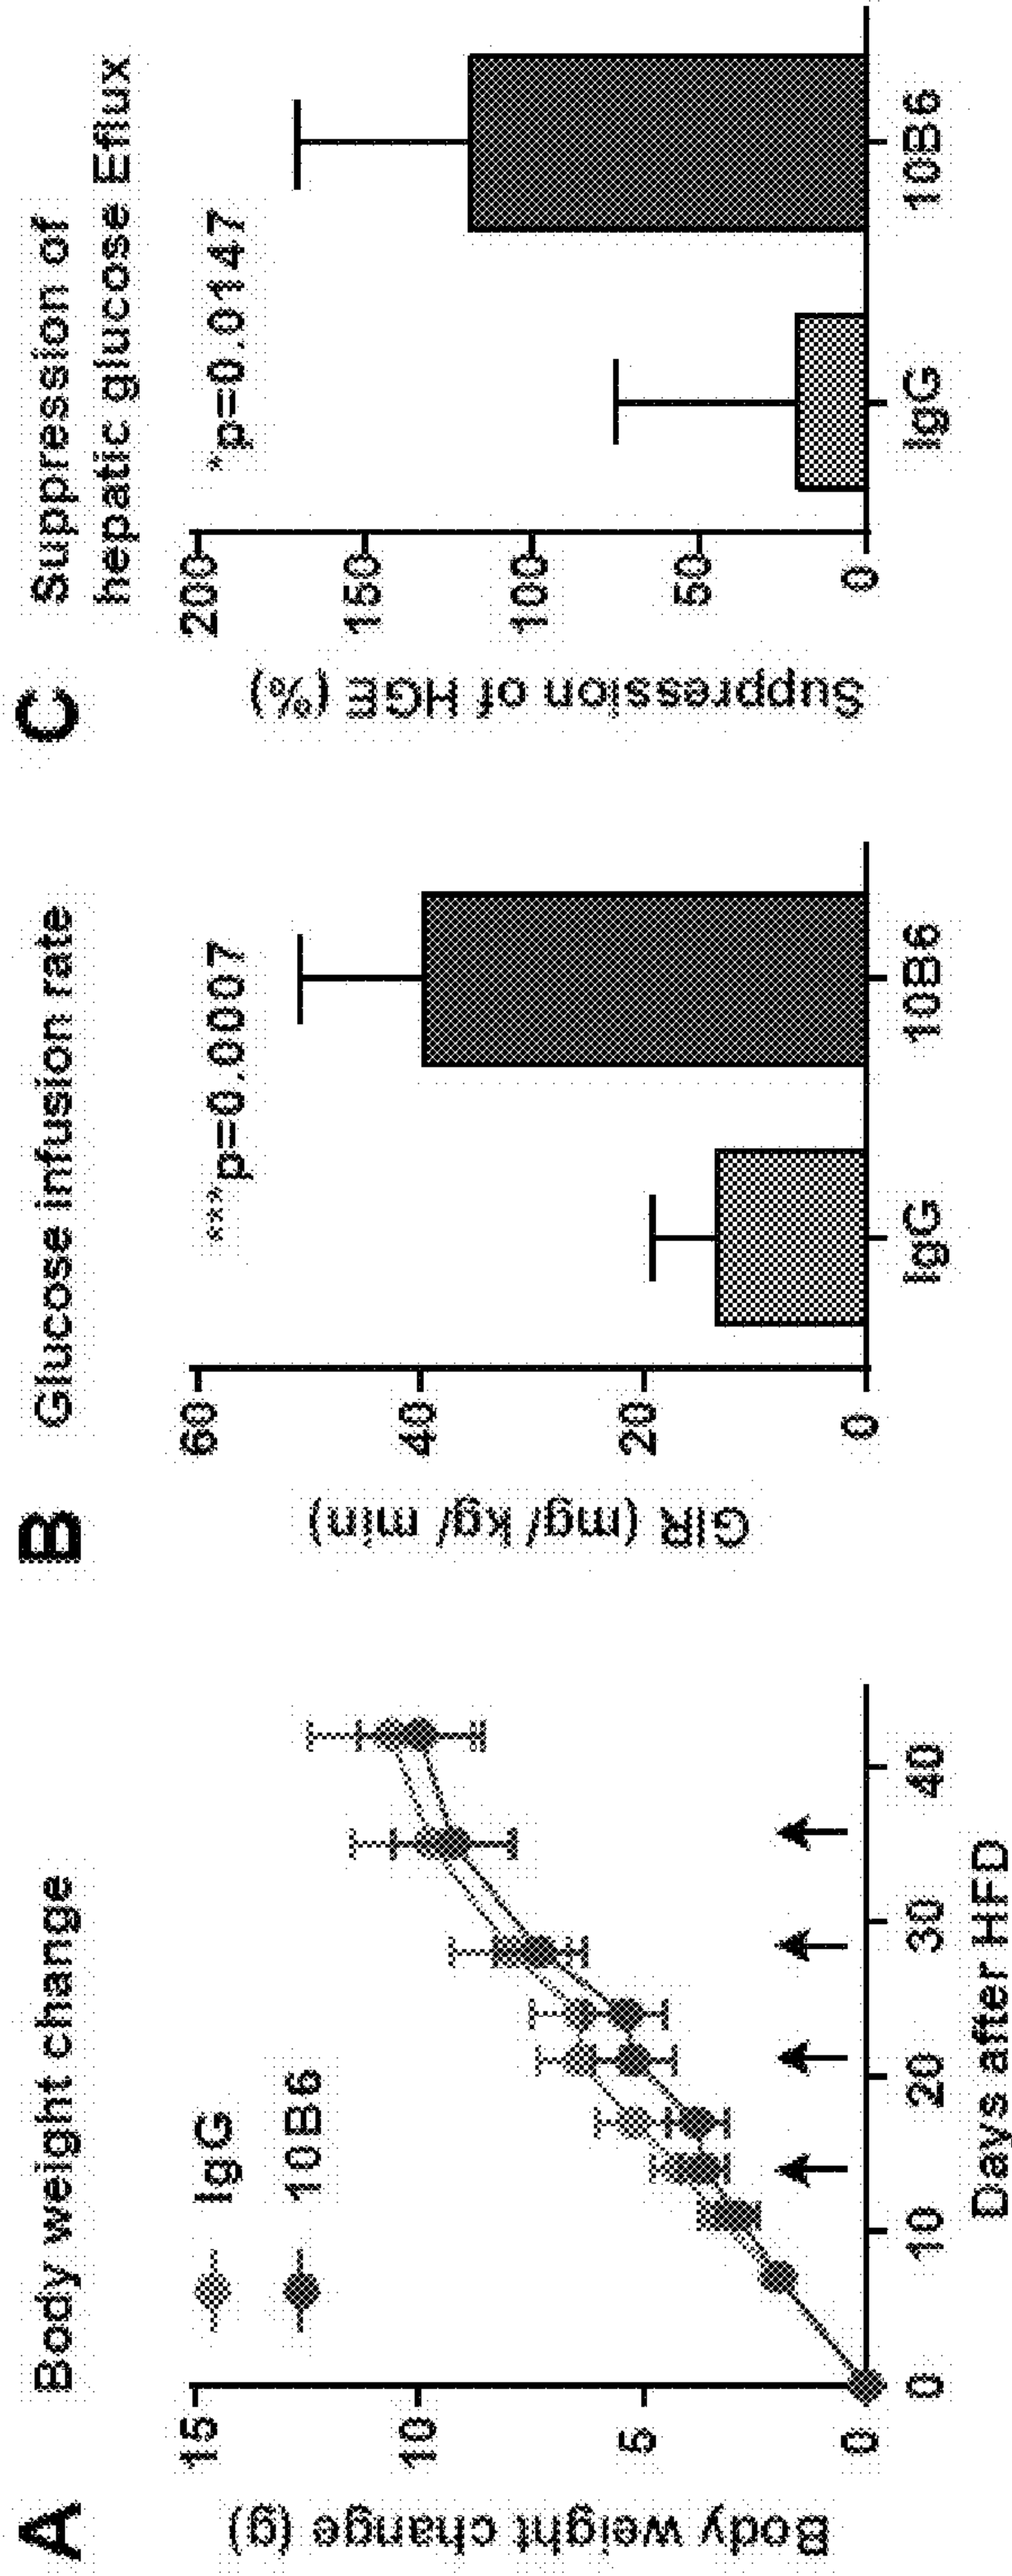 A
Body weight change
Body weight change (g)
15
10
5
0
IgG
10B6
0
10
20
30
40
Days after HFD
B
Glucose infusion rate
GIR (mg/ kg/ min)
60
40
20
0
***p=0.0007
IgG
10B6
C
Suppression of
hepatic glucose Eflux
Suppression of HGE (%)
200
150
100
50
0
*p=0.0147
IgG
10B6